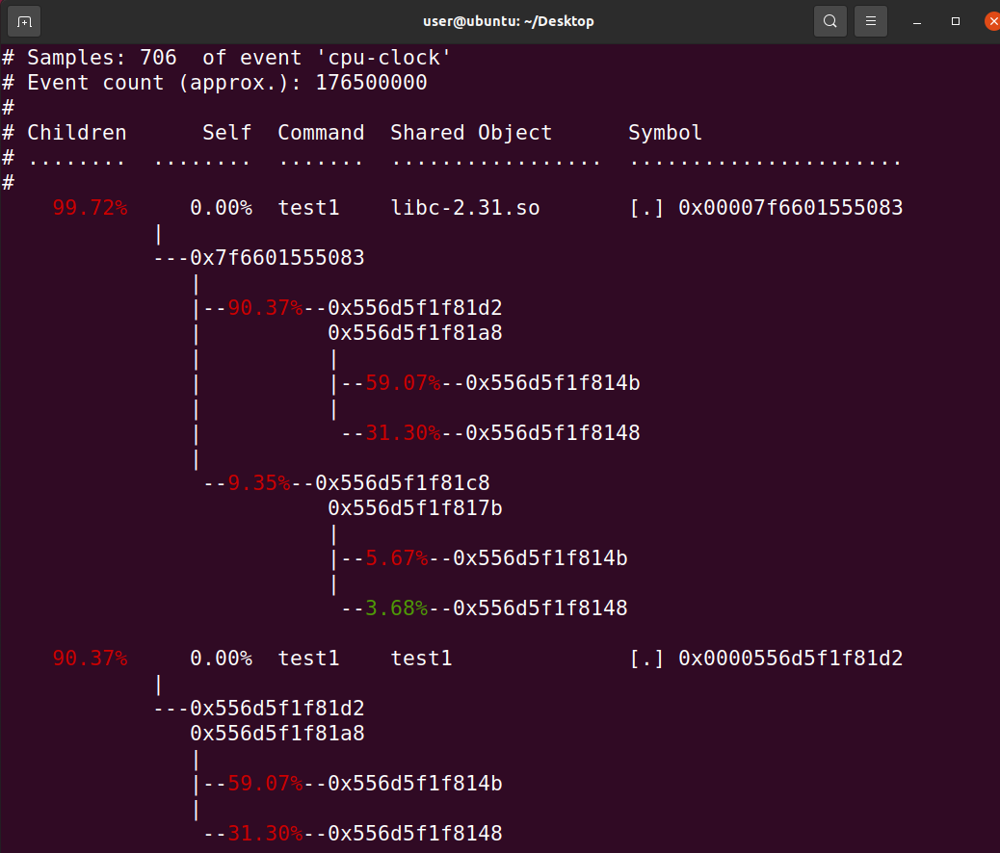 user@ubuntu: ~/Desktop
# Samples: 706  of event 'cpu-clock'
# Event count (approx.): 176500000
#
# Children      Self  Command  Shared Object      Symbol
# ........  ........  .......  .................  ......................
#
    99.72%     0.00%  test1    libc-2.31.so       [.] 0x00007f6601555083
            |
            ---0x7f6601555083
               |
               |--90.37%--0x556d5f1f81d2
               |          0x556d5f1f81a8
               |          |
               |          |--59.07%--0x556d5f1f814b
               |          |
               |           --31.30%--0x556d5f1f8148
               |
                --9.35%--0x556d5f1f81c8
                          0x556d5f1f817b
                          |
                          |--5.67%--0x556d5f1f814b
                          |
                           --3.68%--0x556d5f1f8148

    90.37%     0.00%  test1    test1              [.] 0x0000556d5f1f81d2
            |
            ---0x556d5f1f81d2
               0x556d5f1f81a8
               |
               |--59.07%--0x556d5f1f814b
               |
                --31.30%--0x556d5f1f8148